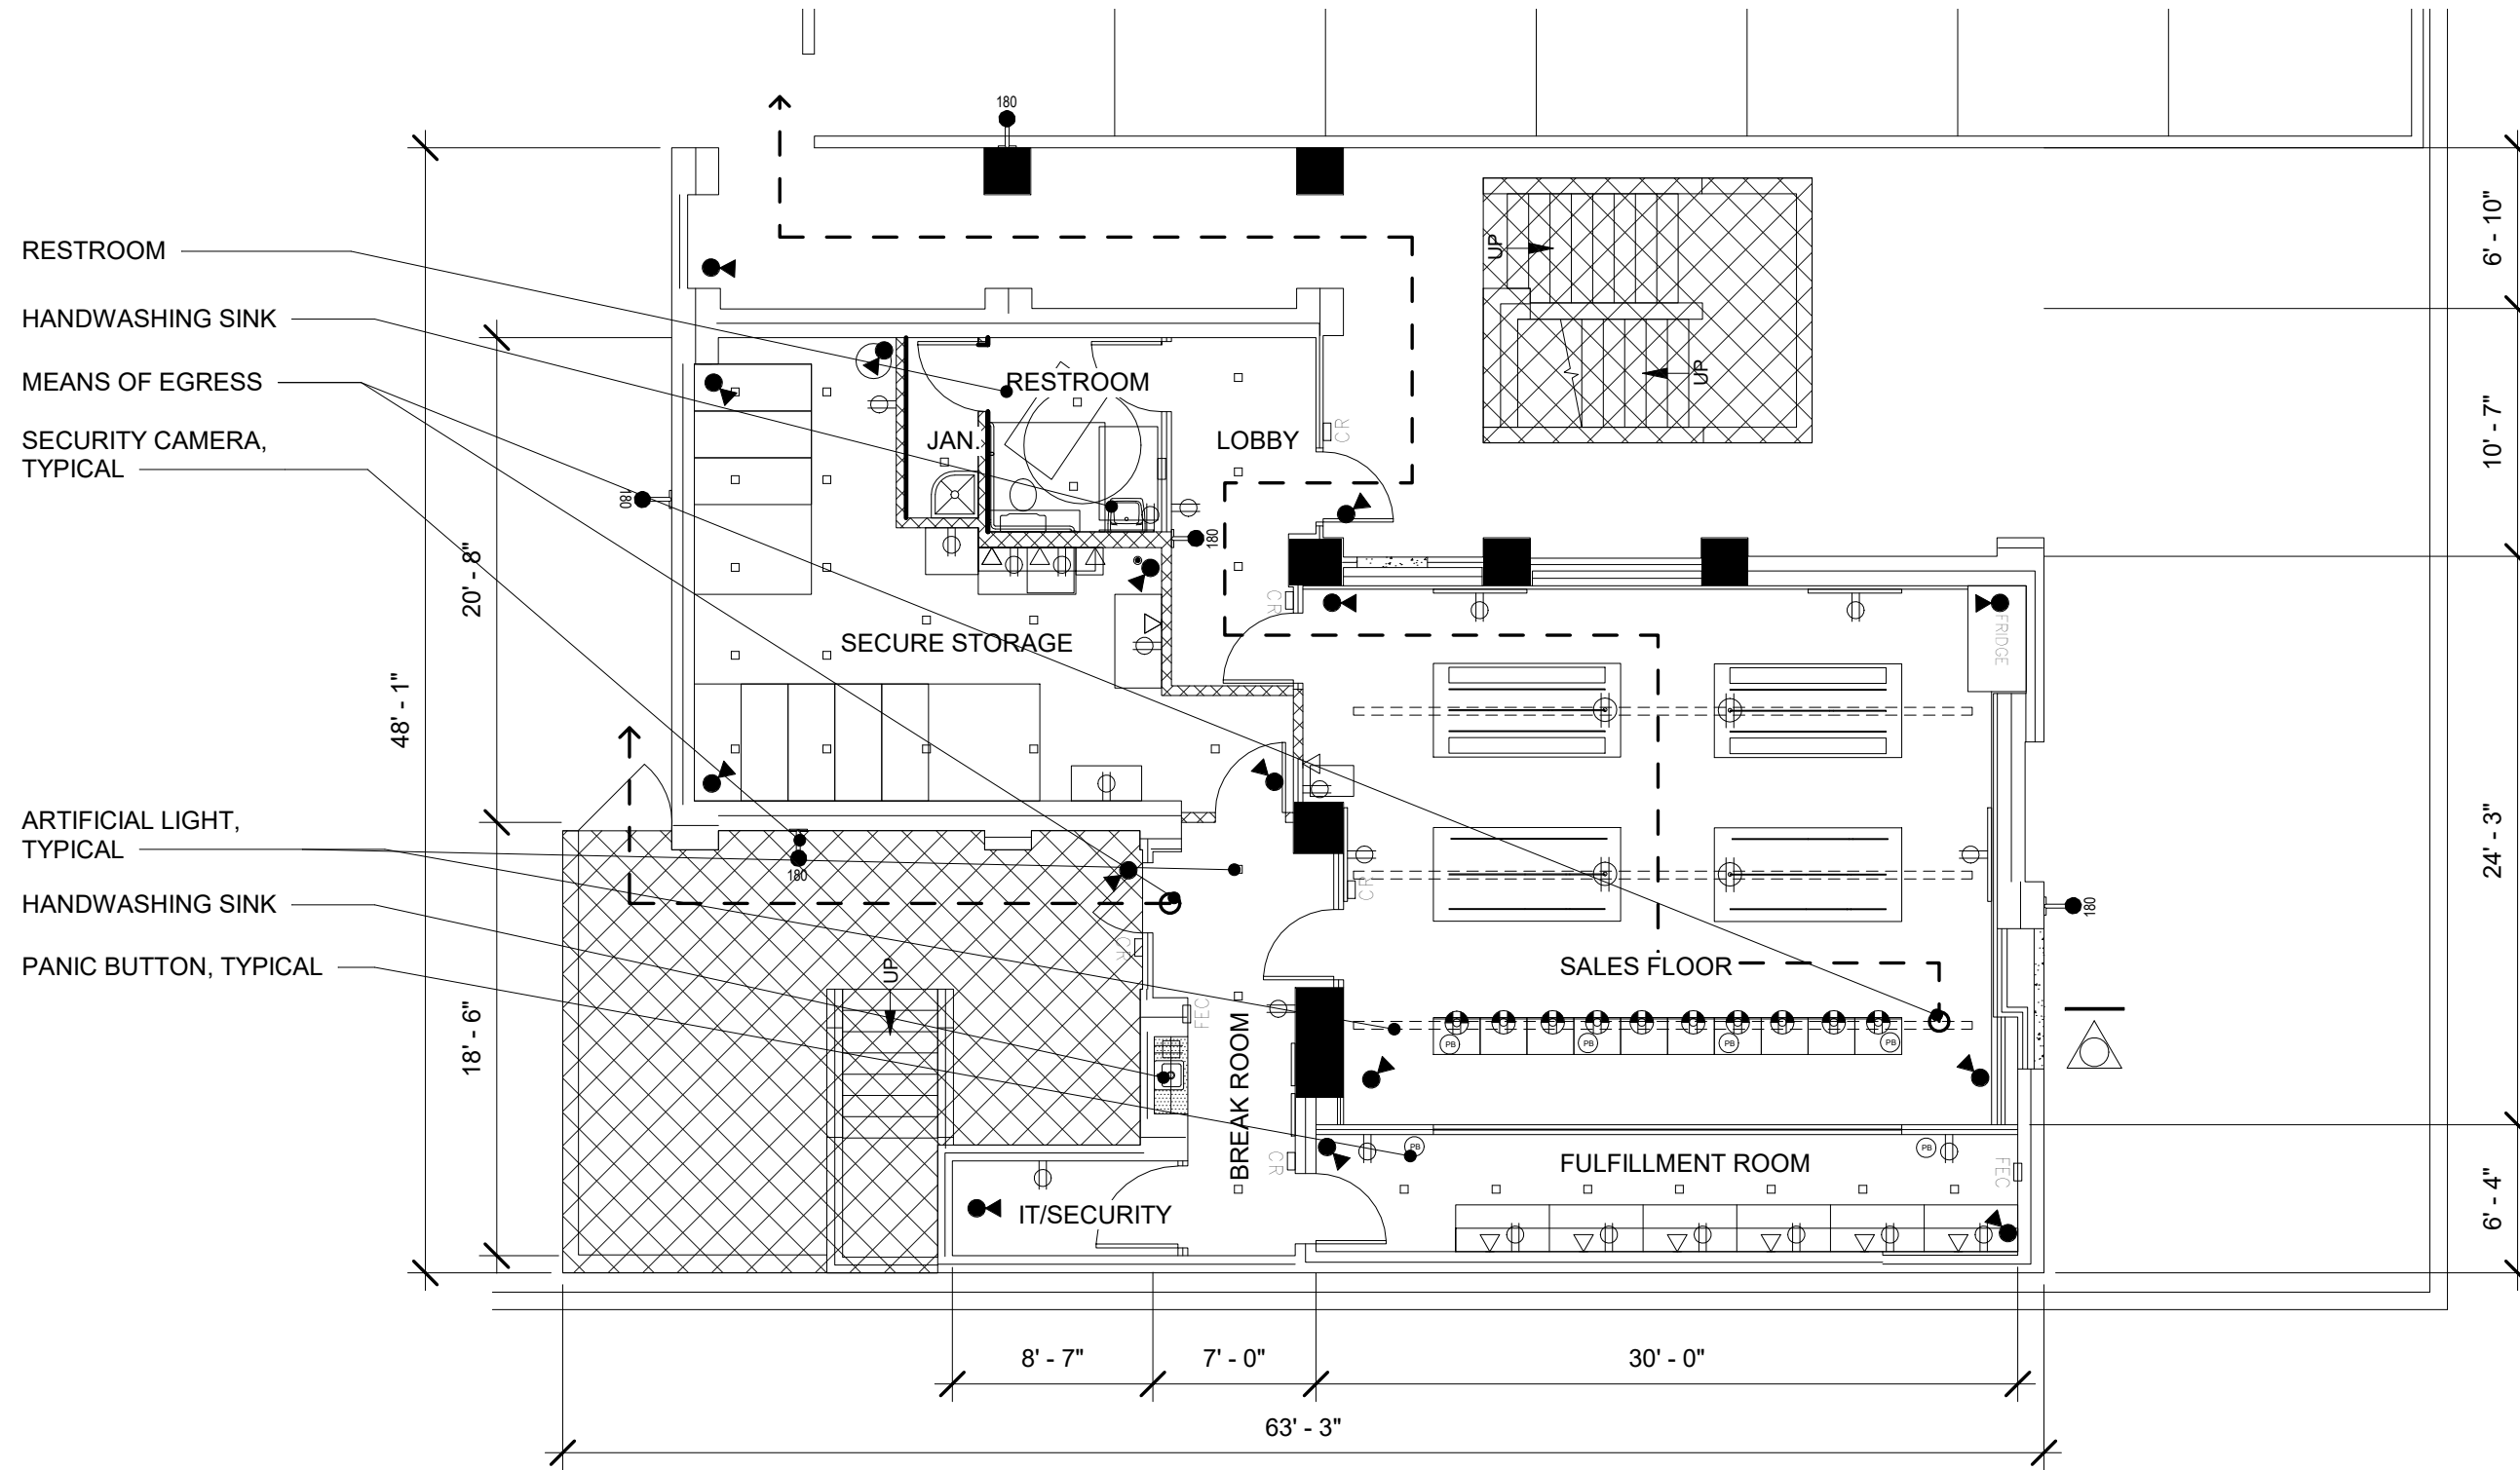 180
RESTROOM
HANDWASHING SINK
MEANS OF EGRESS
SECURITY CAMERA,
TYPICAL
ARTIFICIAL LIGHT,
TYPICAL
HANDWASHING SINK
PANIC BUTTON, TYPICAL
48' - 1"
20' - 8"
18' - 6"
UP
UP
RESTROOM
JAN.
LOBBY
CR
180
180
CR
FRIDGE
SECURE STORAGE
180
CR
CR
180
UP
SALES FLOOR
FEC
BREAK ROOM
PB
PB
PB
PB
PB
PB
CR
FULFILLMENT ROOM
FEC
IT/SECURITY
6' - 10"
10' - 7"
24' - 3"
6' - 4"
8' - 7"
7' - 0"
30' - 0"
63' - 3"